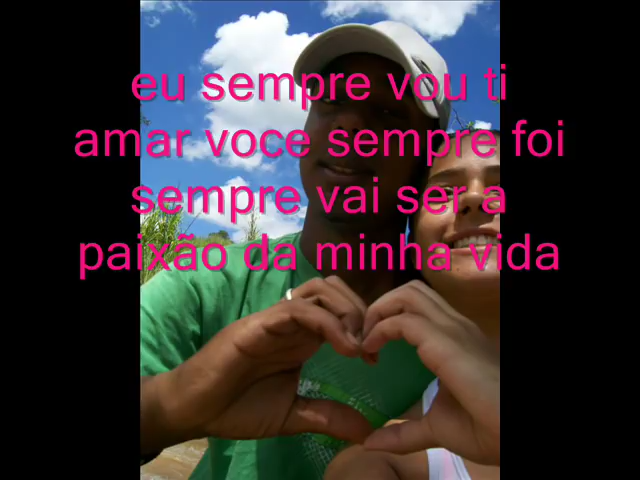 eu sempre vou ti
amar voce sempre foi
sempre vai ser a
paixão da minha vida